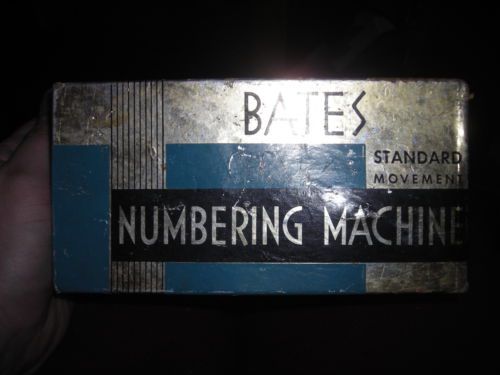 BATES
STANDARD
MOVEMENT
NUMBERING MACHINE